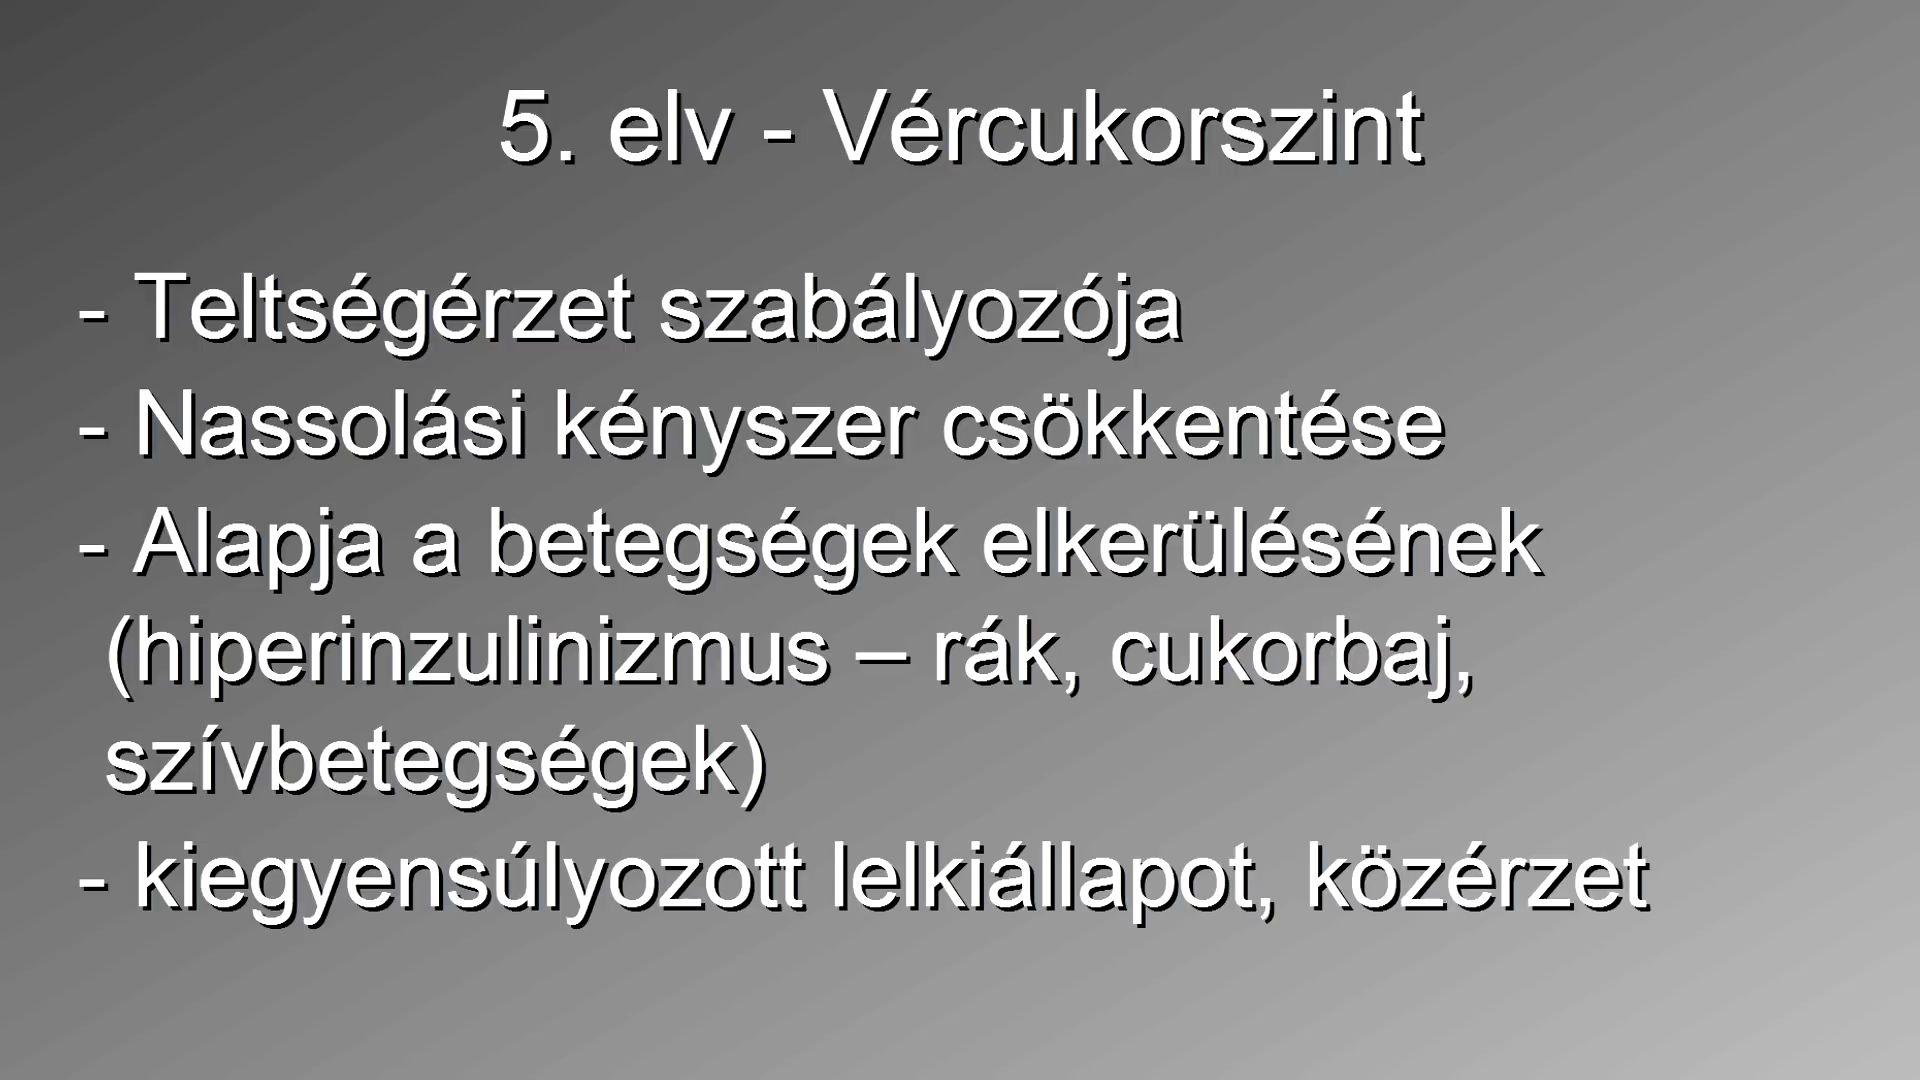 5. elv - Vércukorszint
- Teltségérzet szabályozója
- Nassolási kényszer csökkentése
- Alapja a betegségek elkerülésének
(hiperinzulinizmus – rák, cukorbaj,
szívbetegségek)
- kiegyensúlyozott lelkiállapot, közérzet